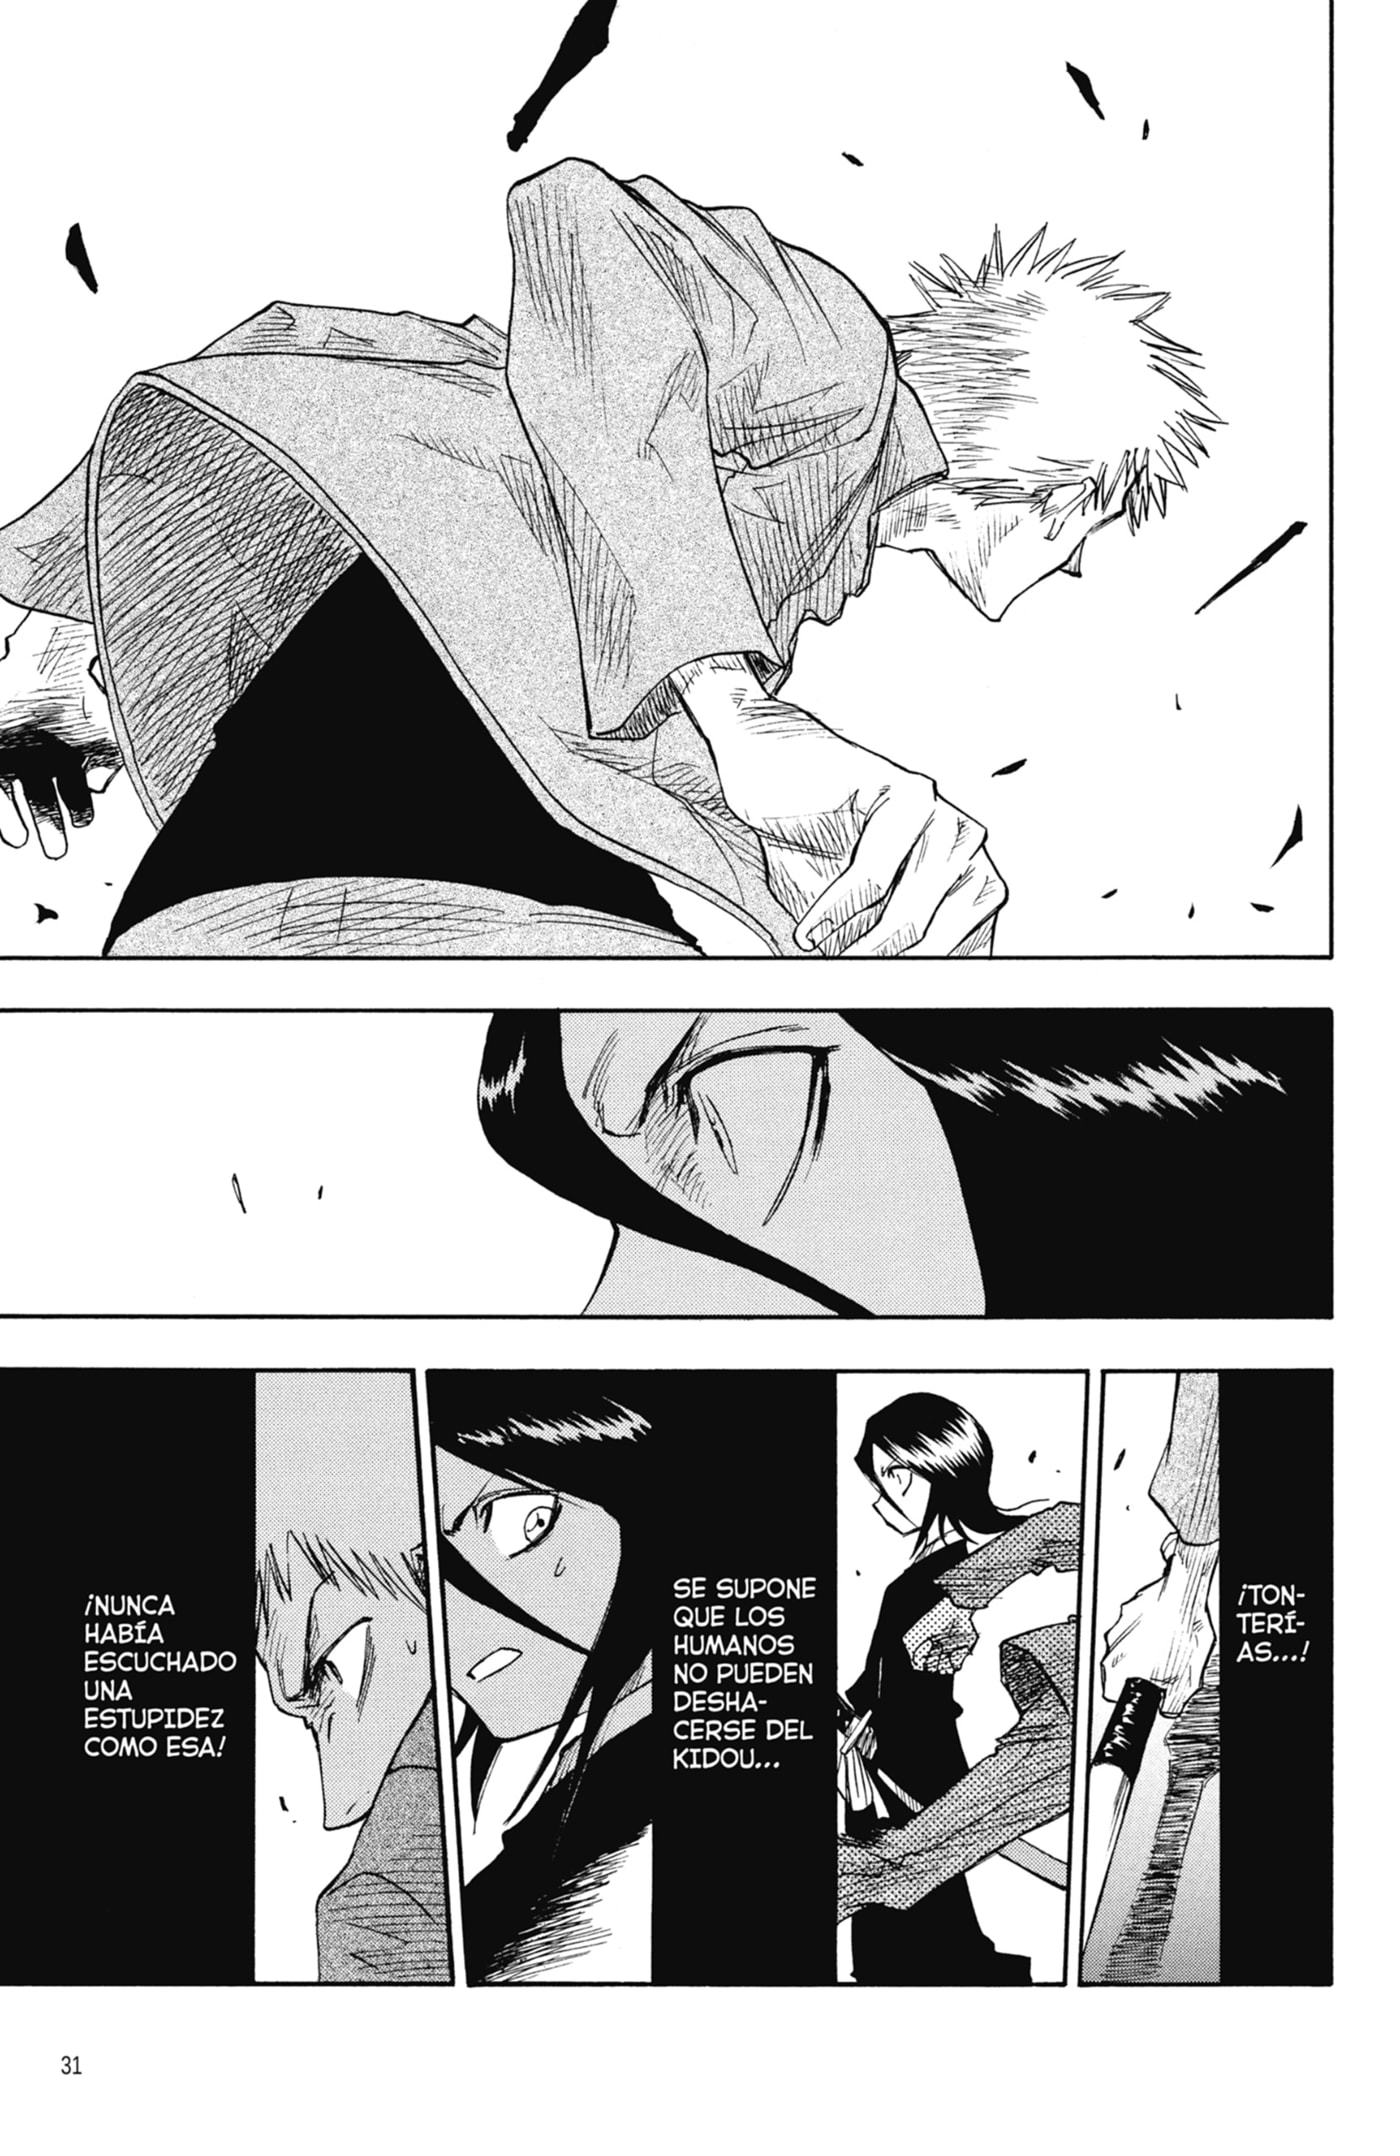 ¡TON-
TERÍ-
AS...!
SE SUPONE
QUE LOS
HUMANOS
NO PUEDEN
DESHA-
CERSE DEL
KIDOU...
¡NUNCA
HABÍA
ESCUCHADO
UNA
ESTUPIDEZ
COMO ESA!
31